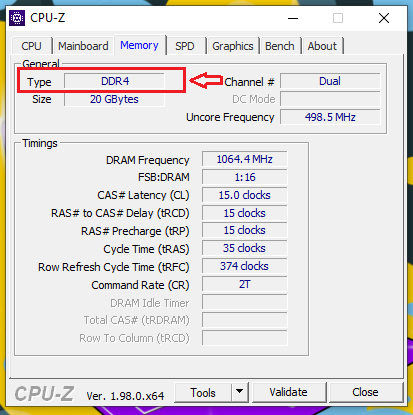 CPU-Z
CPU Mainboard Memory SPD Graphics Bench About
General
Type DDR4 Channel # Dual
Size 20 GBytes DC Mode
Uncore Frequency 498.5 MHz
Timings
DRAM Frequency 1064.4 MHz
FSB:DRAM 1:16
CAS# Latency (CL) 15.0 clocks
RAS# to CAS# Delay (tRCD) 15 clocks
RAS# Precharge (tRP) 15 clocks
Cycle Time (tRAS) 35 clocks
Row Refresh Cycle Time (tRFC) 374 clocks
Command Rate (CR) 2T
DRAM Idle Timer
Total CAS# (tRDRAM)
Row To Column (tRCD)
CPU-Z Ver. 1.98.0.x64 Tools Validate Close